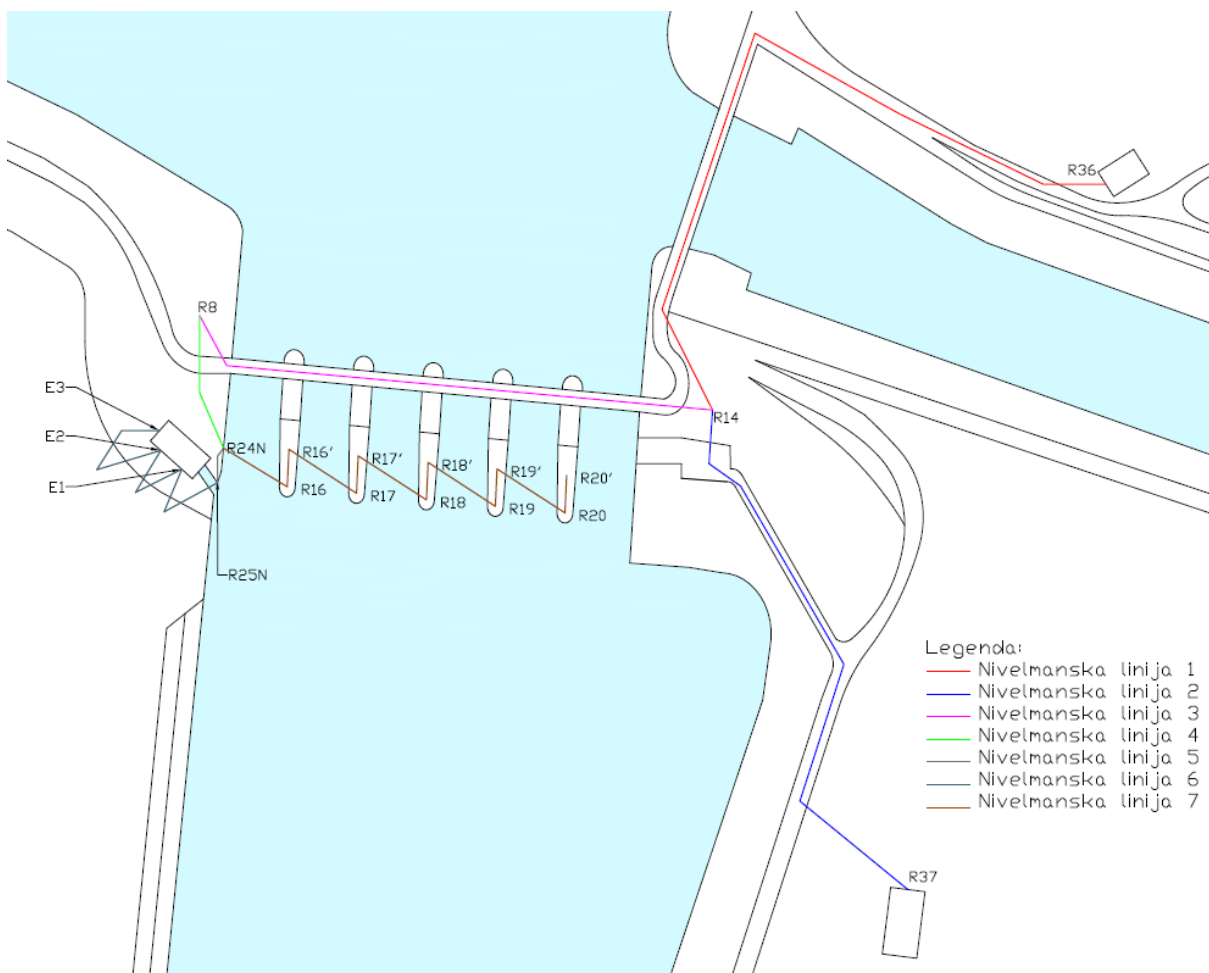 R36
R8
E3
E2
E1
R14
R24N
R16'
R17'
R18'
R19'
R20'
R16
R17
R18
R19
R20
R25N
Legenda:
Nivelmanska linija 1
Nivelmanska linija 2
Nivelmanska linija 3
Nivelmanska linija 4
Nivelmanska linija 5
Nivelmanska linija 6
Nivelmanska linija 7
R37